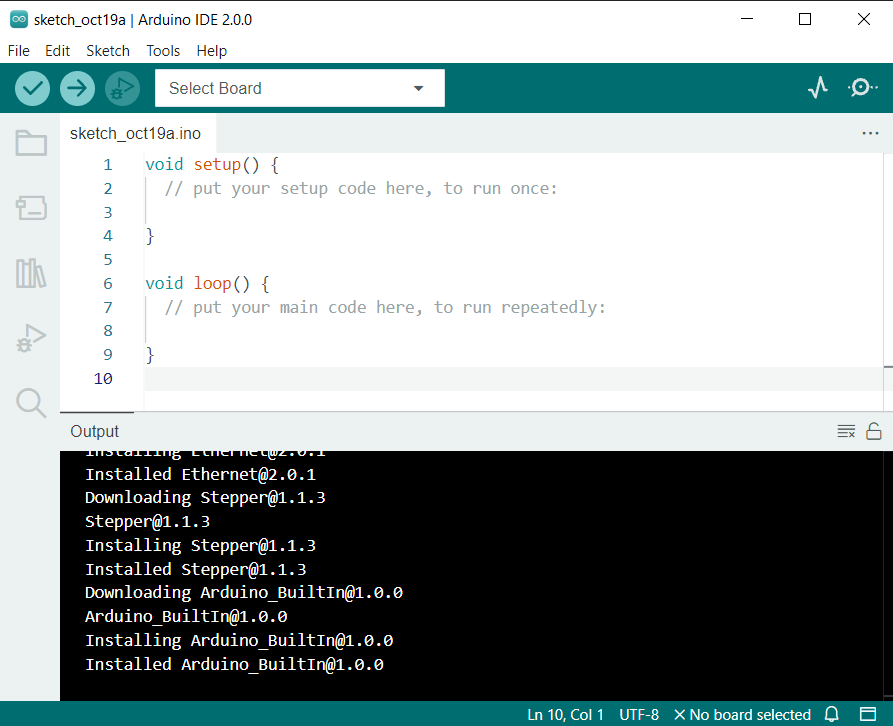 sketch_oct19a | Arduino IDE 2.0.0
File Edit Sketch Tools Help
Select Board
sketch_oct19a.ino
1 void setup() {
2 // put your setup code here, to run once:
3
4 }
5
6 void loop() {
7 // put your main code here, to run repeatedly:
8
9 }
10
Output
Installing Ethernet@2.0.1
Installed Ethernet@2.0.1
Downloading Stepper@1.1.3
Stepper@1.1.3
Installing Stepper@1.1.3
Installed Stepper@1.1.3
Downloading Arduino_BuiltIn@1.0.0
Arduino_BuiltIn@1.0.0
Installing Arduino_BuiltIn@1.0.0
Installed Arduino_BuiltIn@1.0.0
Ln 10, Col 1 UTF-8 No board selected